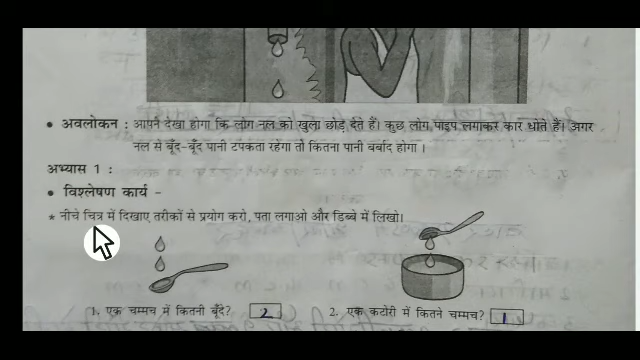 • अवलोकन : आपने देखा होगा कि लोग नल को खुला छोड़ देते हैं। कुछ लोग पाइप लगाकर कार धोते हैं। अगर
नल से बूँद-बूँद पानी टपकता रहेगा तो कितना पानी बर्बाद होगा ।
अभ्यास 1 :
• विश्लेषण कार्य –
* नीचे चित्र में दिखाए तरीकों से प्रयोग करो, पता लगाओ और डिब्बे में लिखो।
1. एक चम्मच में कितनी बूँदे? 2 2. एक कटोरी में कितने चम्मच? 1